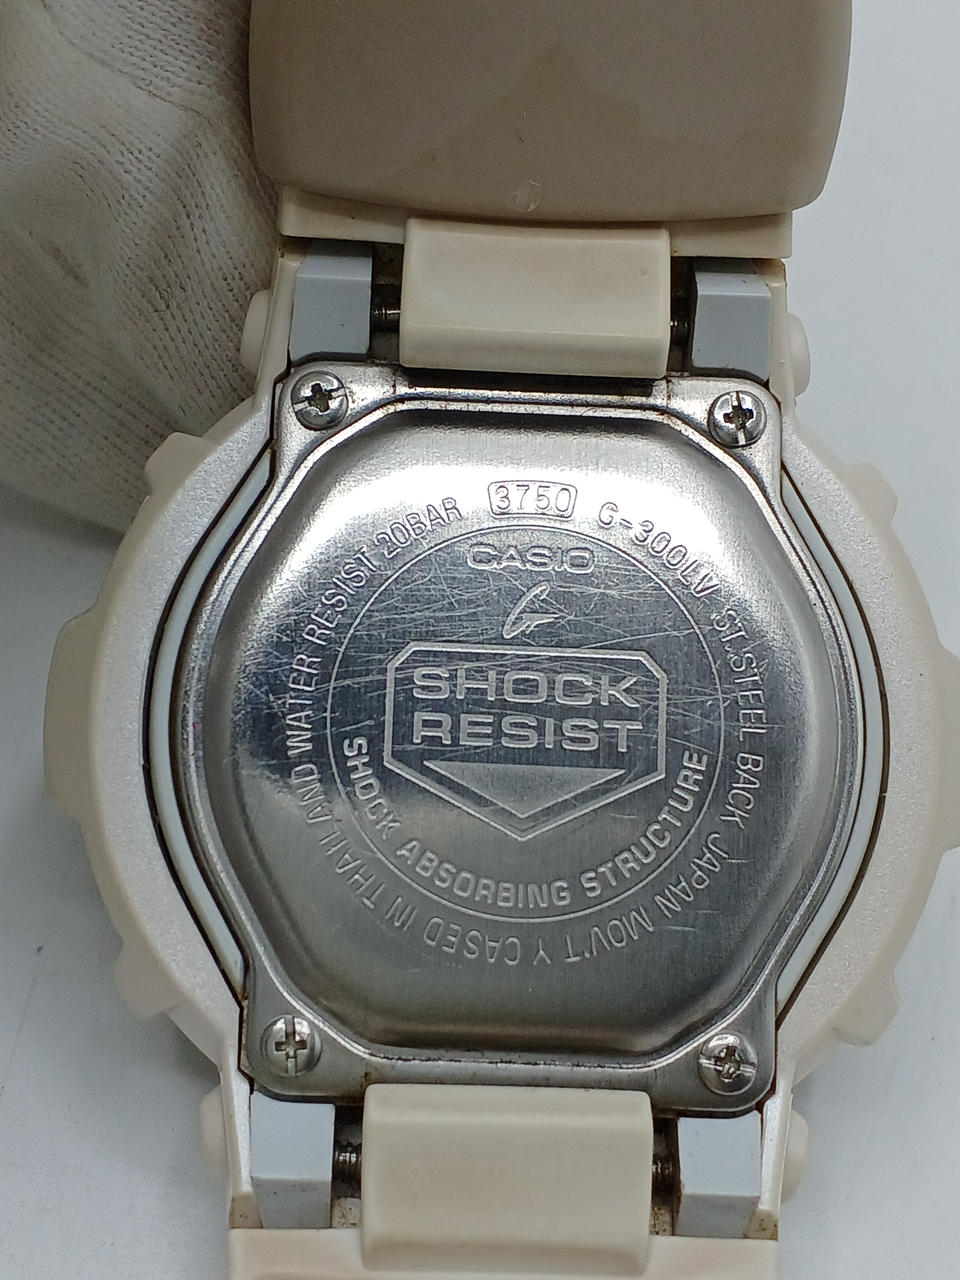 3750
G-300LV ST.STEEL BACK JAPAN MOV'T Y CASED IN THAILAND WATER RESIST 20BAR
CASIO
G
SHOCK
RESIST
SHOCK ABSORBING STRUCTURE